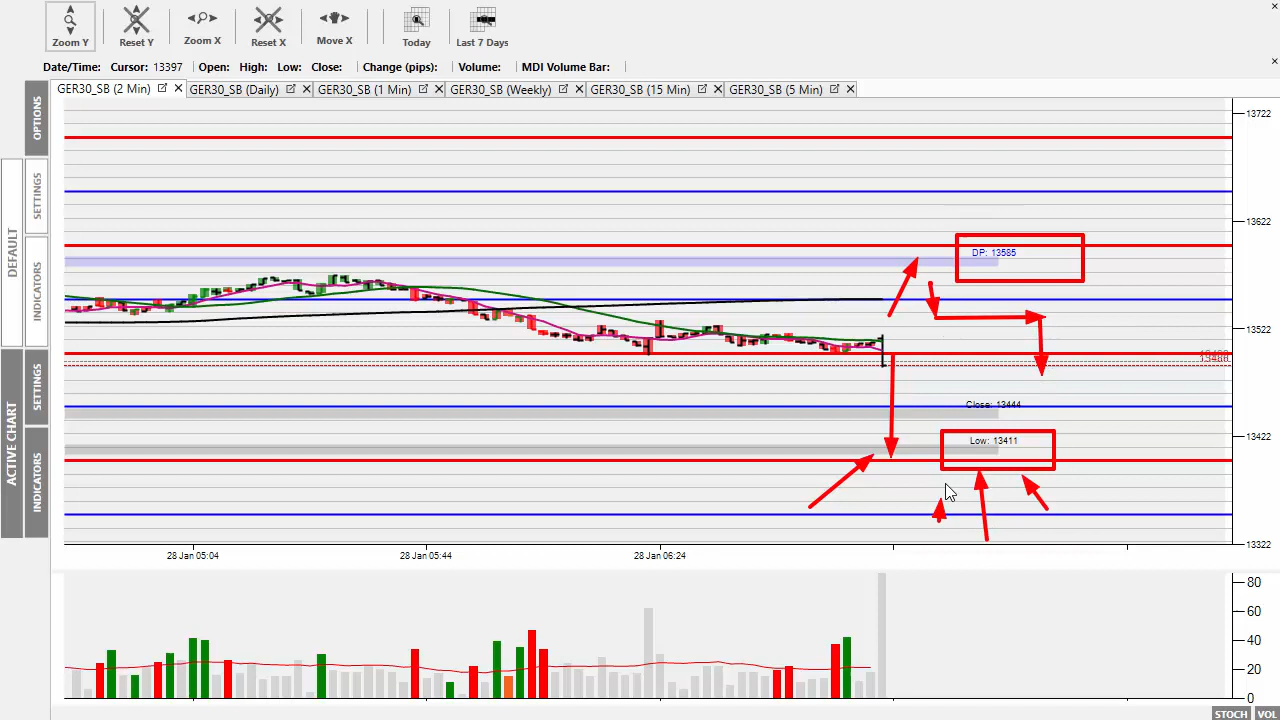 Zoom Y
Reset Y
Zoom X
Reset X
Move X
Today
Last 7 Days
×
Date/Time: Cursor: 13397 Open: High: Low: Close: Change (pips): Volume: MDI Volume Bar:
×
GER30_SB (2 Min) ×
GER30_SB (Daily) ×
GER30_SB (1 Min) ×
GER30_SB (Weekly) ×
GER30_SB (15 Min) ×
GER30_SB (5 Min) ×
OPTIONS
SETTINGS
DEFAULT
INDICATORS
SETTINGS
ACTIVE CHART
INDICATORS
13722
13622
DP: 13585
13522
Close: 13444
Low: 13411
13422
13322
28 Jan 05:04
28 Jan 05:44
28 Jan 06:24
80
60
40
20
0
STOCH VOL